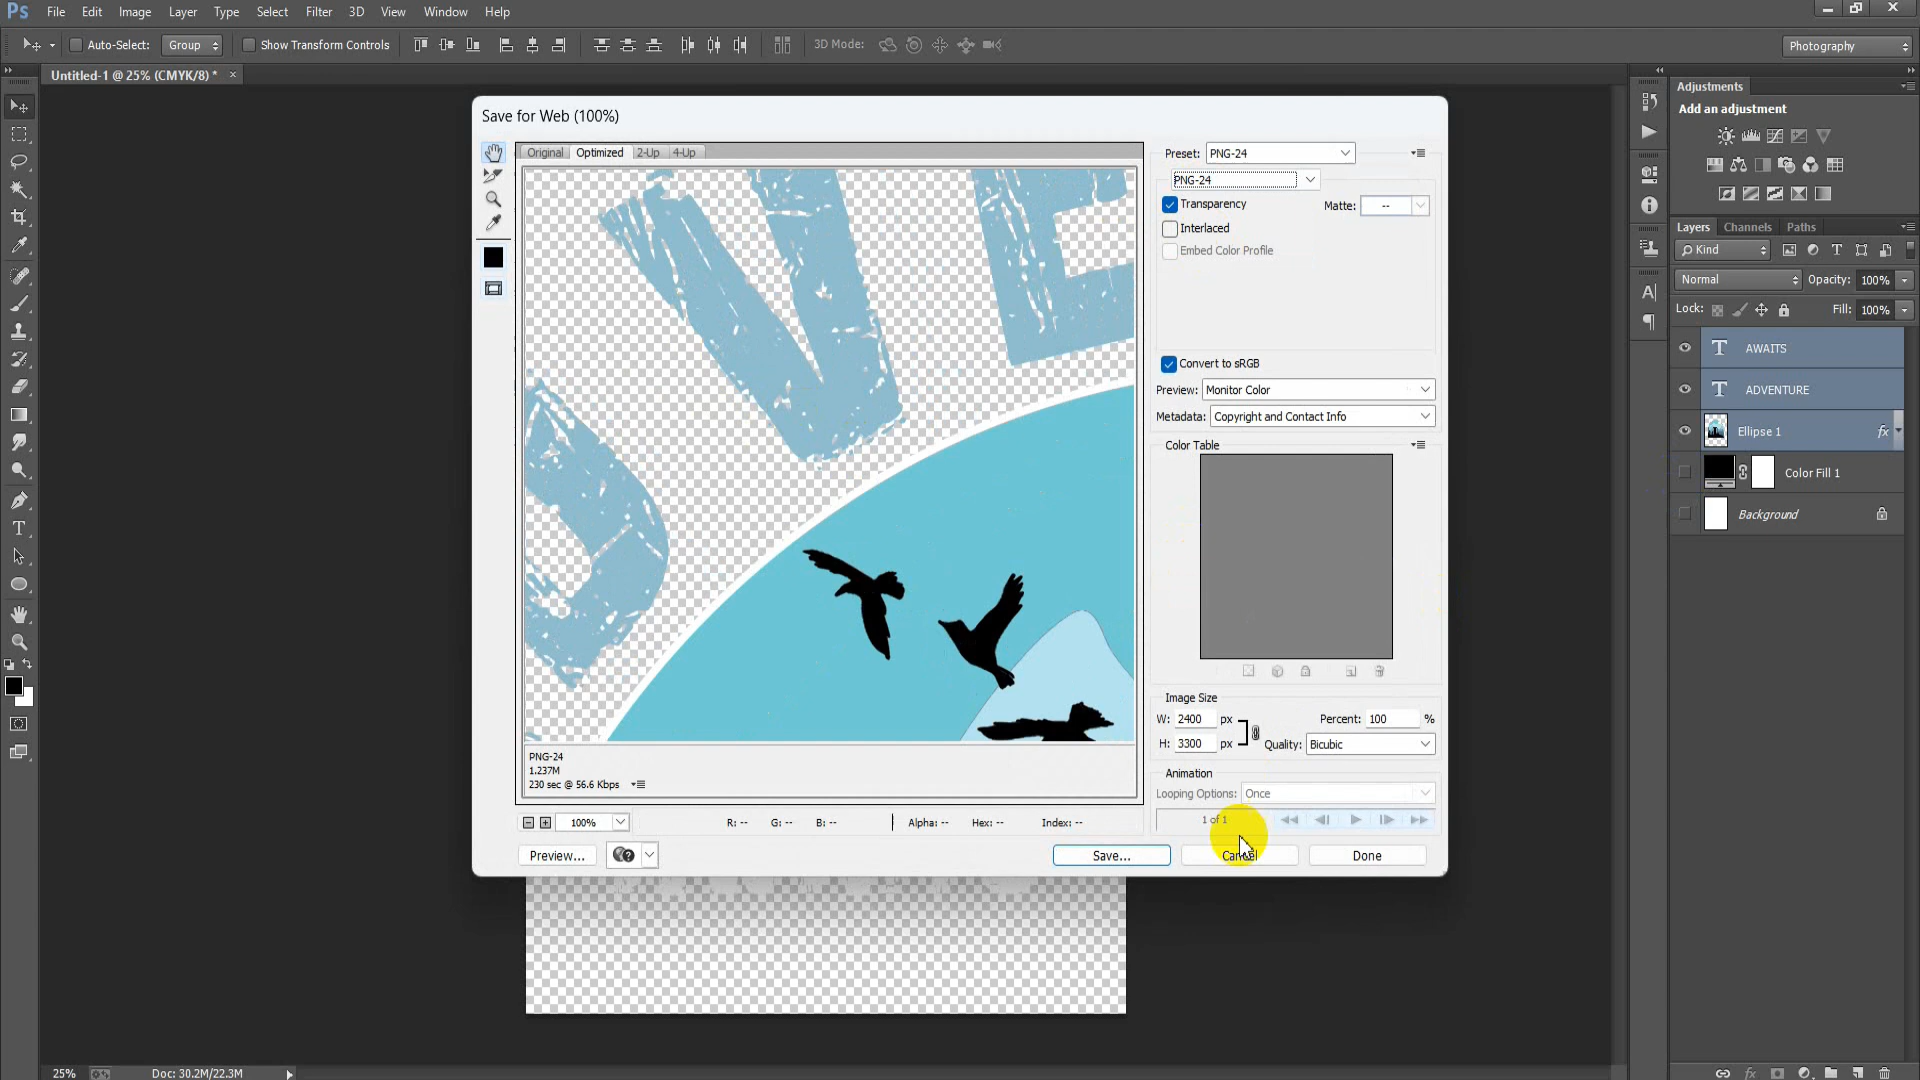 Ps File Edit Image Layer Type Select Filter 3D View Window Help
Auto-Select: Group Show Transform Controls 3D Mode: Photography
Untitled-1 @ 25% (CMYK/8) * ×
Save for Web (100%)
Original Optimized 2-Up 4-Up
Preset: PNG-24
PNG-24
Transparency Matte: --
Interlaced
Embed Color Profile
Convert to sRGB
Preview: Monitor Color
Metadata: Copyright and Contact Info
Color Table
Image Size
W: 2400 px Percent: 100 %
H: 3300 px Quality: Bicubic
Animation
Looping Options: Once
1 of 1
PNG-24
1.237M
230 sec @ 56.6 Kbps
100% R: -- G: -- B: -- Alpha: -- Hex: -- Index: --
Preview... Save... Cancel Done
VE
D
Adjustments
Add an adjustment
Layers Channels Paths
Kind
Normal Opacity: 100%
Lock: Fill: 100%
T AWAITS
T ADVENTURE
Ellipse 1 fx
Color Fill 1
Background
25% Doc: 30.2M/22.3M